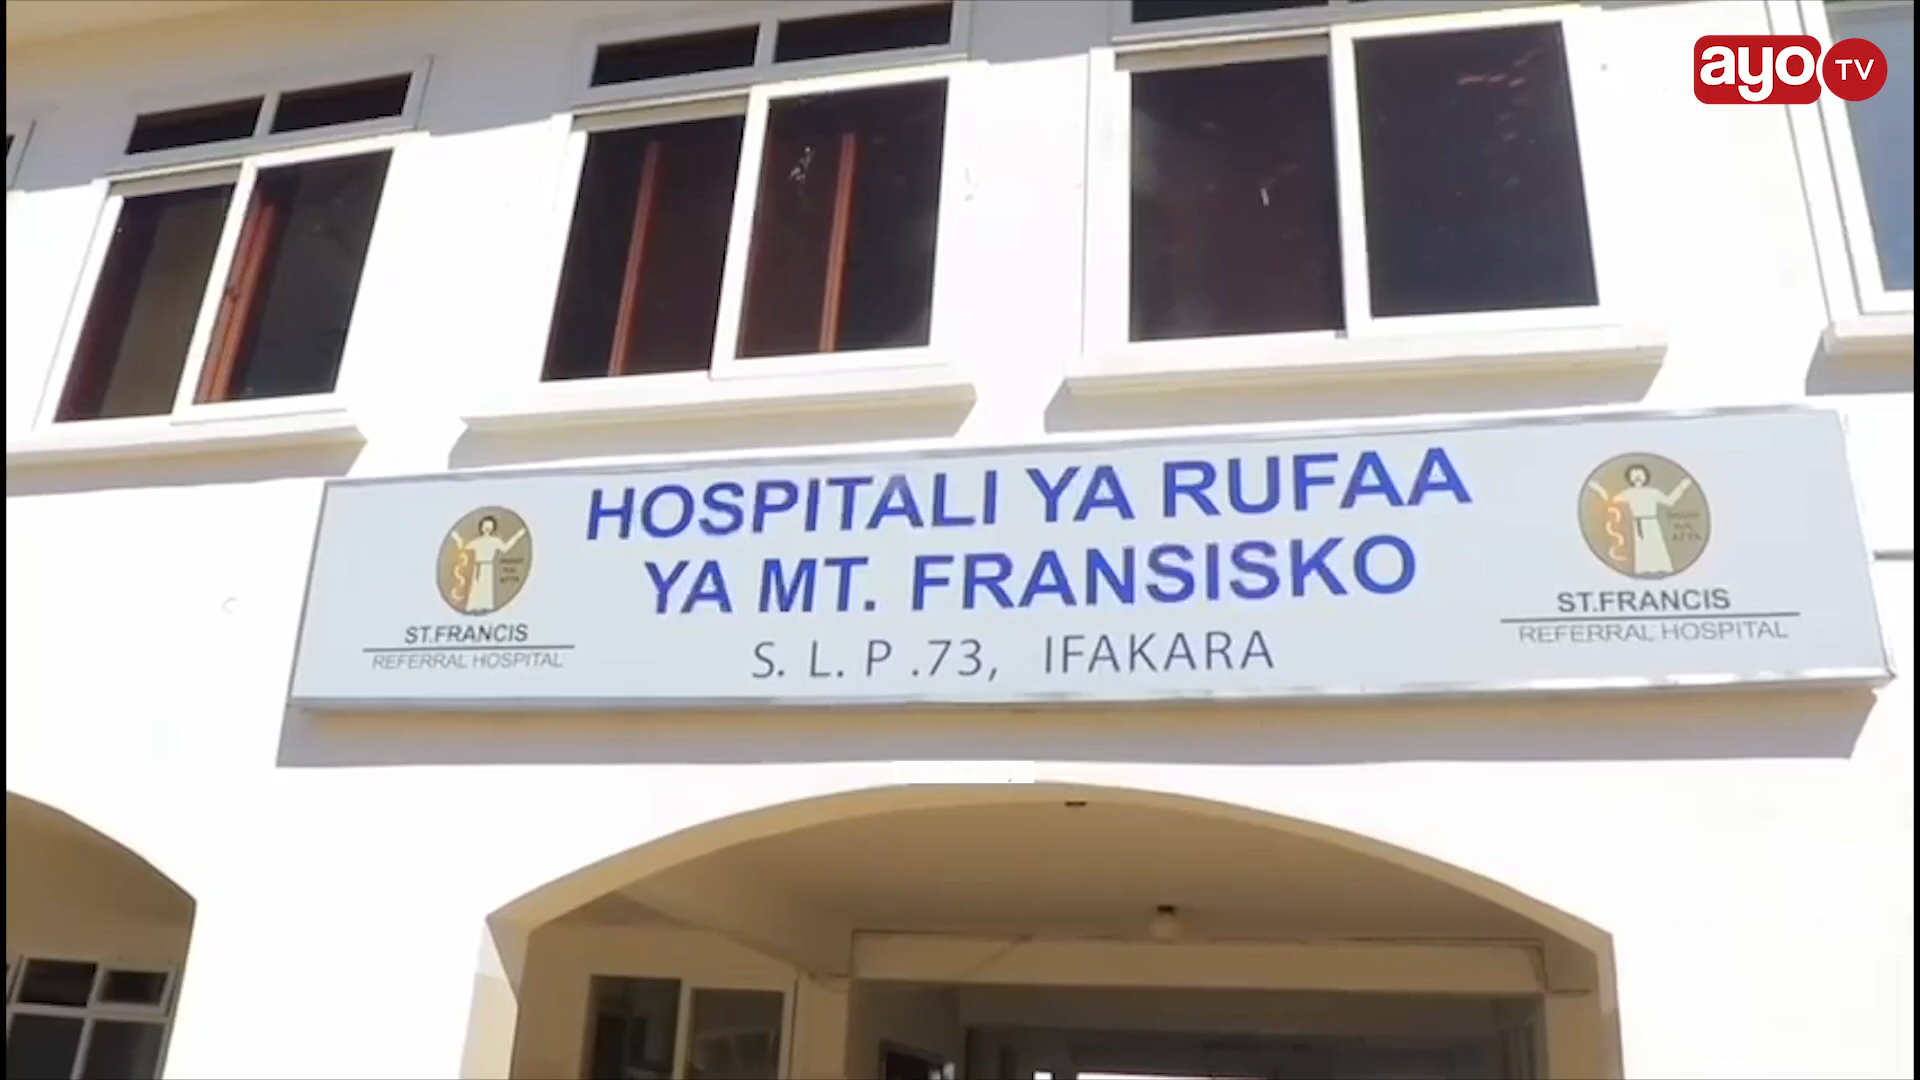 ayo TV
HOSPITALI YA RUFAA
YA MT. FRANSISKO
S. L. P .73, IFAKARA
ST.FRANCIS
REFERRAL HOSPITAL
ST.FRANCIS
REFERRAL HOSPITAL